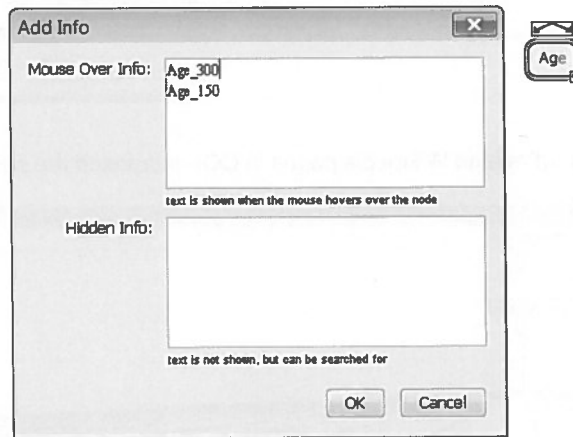 Add Info
Mouse Over Info:
Age_300
Age_150
text is shown when the mouse hovers over the node
Hidden Info:
text is not shown, but can be searched for
OK
Cancel
Age